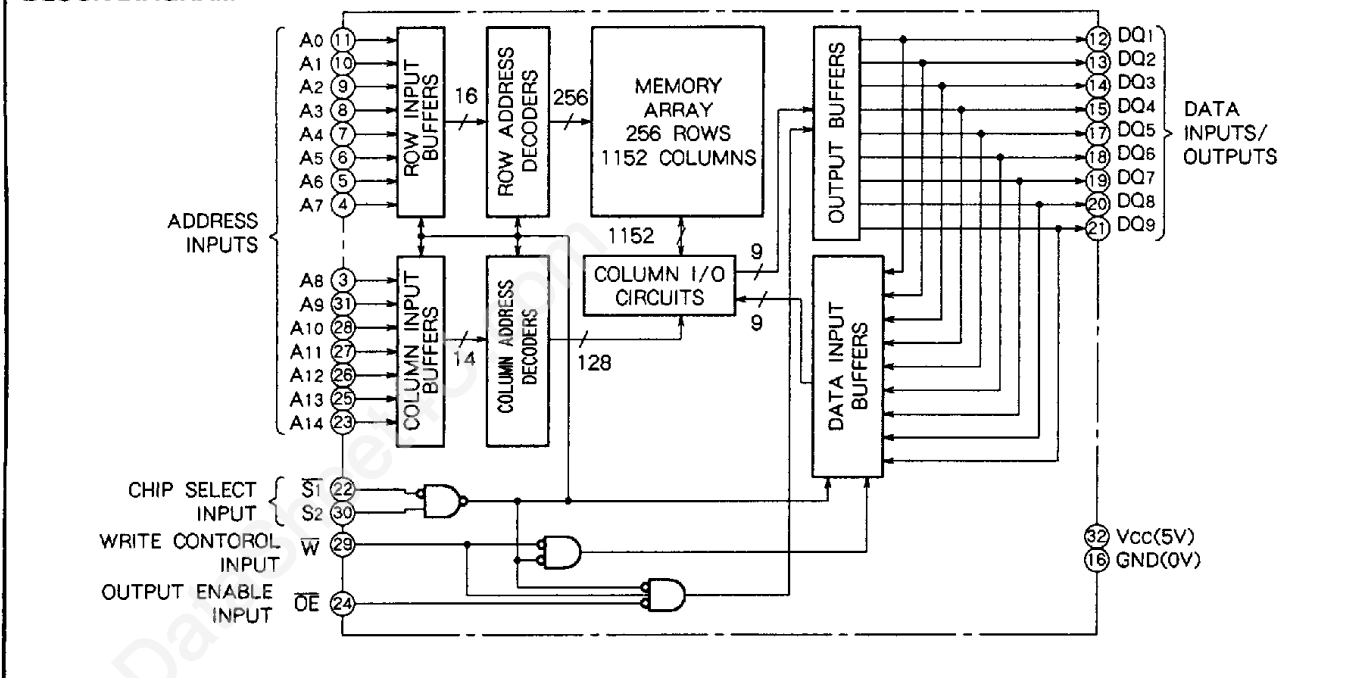 ADDRESS
INPUTS
A0 11
A1 10
A2 9
A3 8
A4 7
A5 6
A6 5
A7 4
A8 3
A9 31
A10 28
A11 27
A12 26
A13 25
A14 23
ROW INPUT
BUFFERS
16
ROW ADDRESS
DECODERS
256
MEMORY
ARRAY
256 ROWS
1152 COLUMNS
1152
COLUMN INPUT
BUFFERS
14
COLUMN ADDRESS
DECODERS
128
COLUMN I/O
CIRCUITS
9
9
OUTPUT BUFFERS
DATA INPUT
BUFFERS
12 DQ1
13 DQ2
14 DQ3
15 DQ4
17 DQ5
18 DQ6
19 DQ7
20 DQ8
21 DQ9
DATA
INPUTS/
OUTPUTS
CHIP SELECT
INPUT
S̅1̅ 22
S2 30
WRITE CONTOROL
INPUT
W̅ 29
OUTPUT ENABLE
INPUT
O̅E̅ 24
32 Vcc(5V)
16 GND(0V)